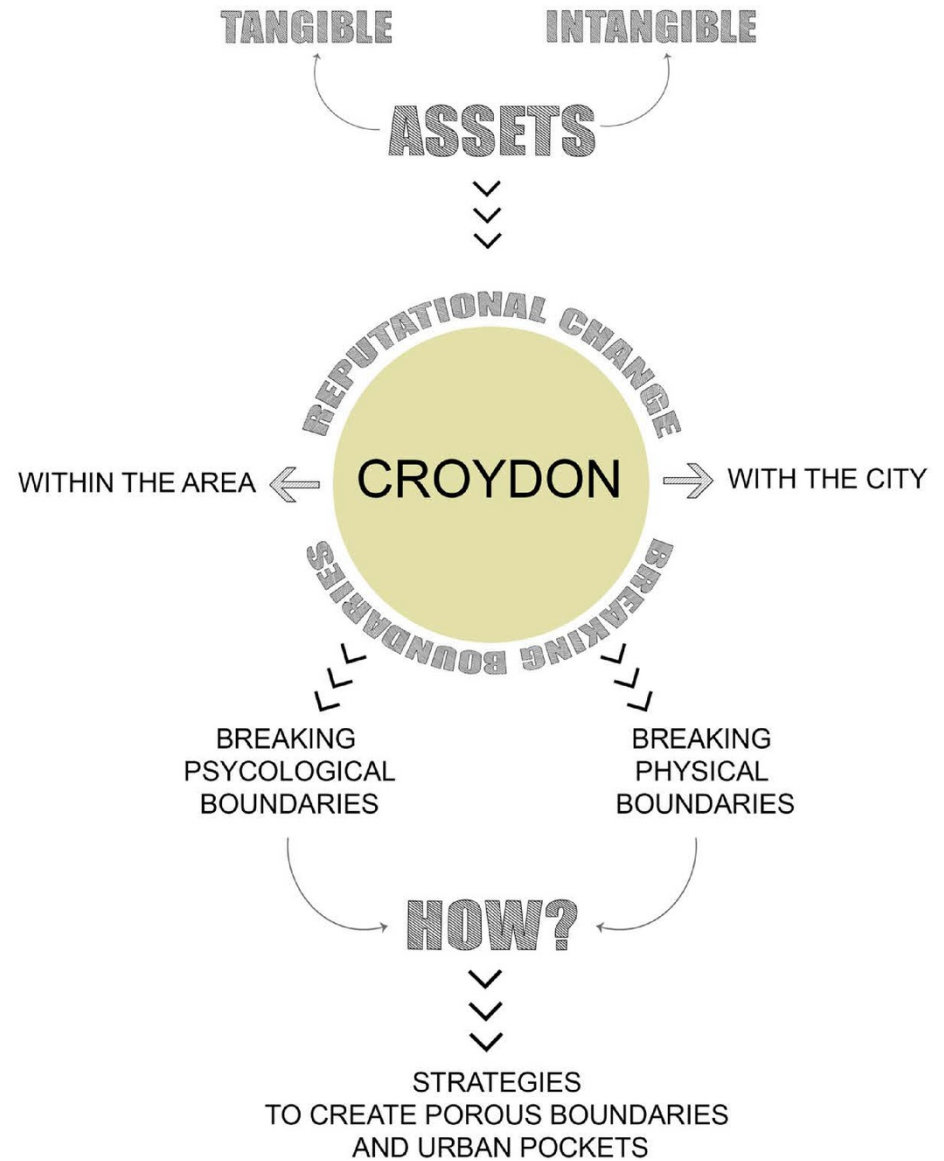 TANGIBLE
INTANGIBLE
ASSETS
REPUTATIONAL CHANGE
WITHIN THE AREA
CROYDON
WITH THE CITY
BREAKING BOUNDARIES
BREAKING
PSYCOLOGICAL
BOUNDARIES
BREAKING
PHYSICAL
BOUNDARIES
HOW?
STRATEGIES
TO CREATE POROUS BOUNDARIES
AND URBAN POCKETS